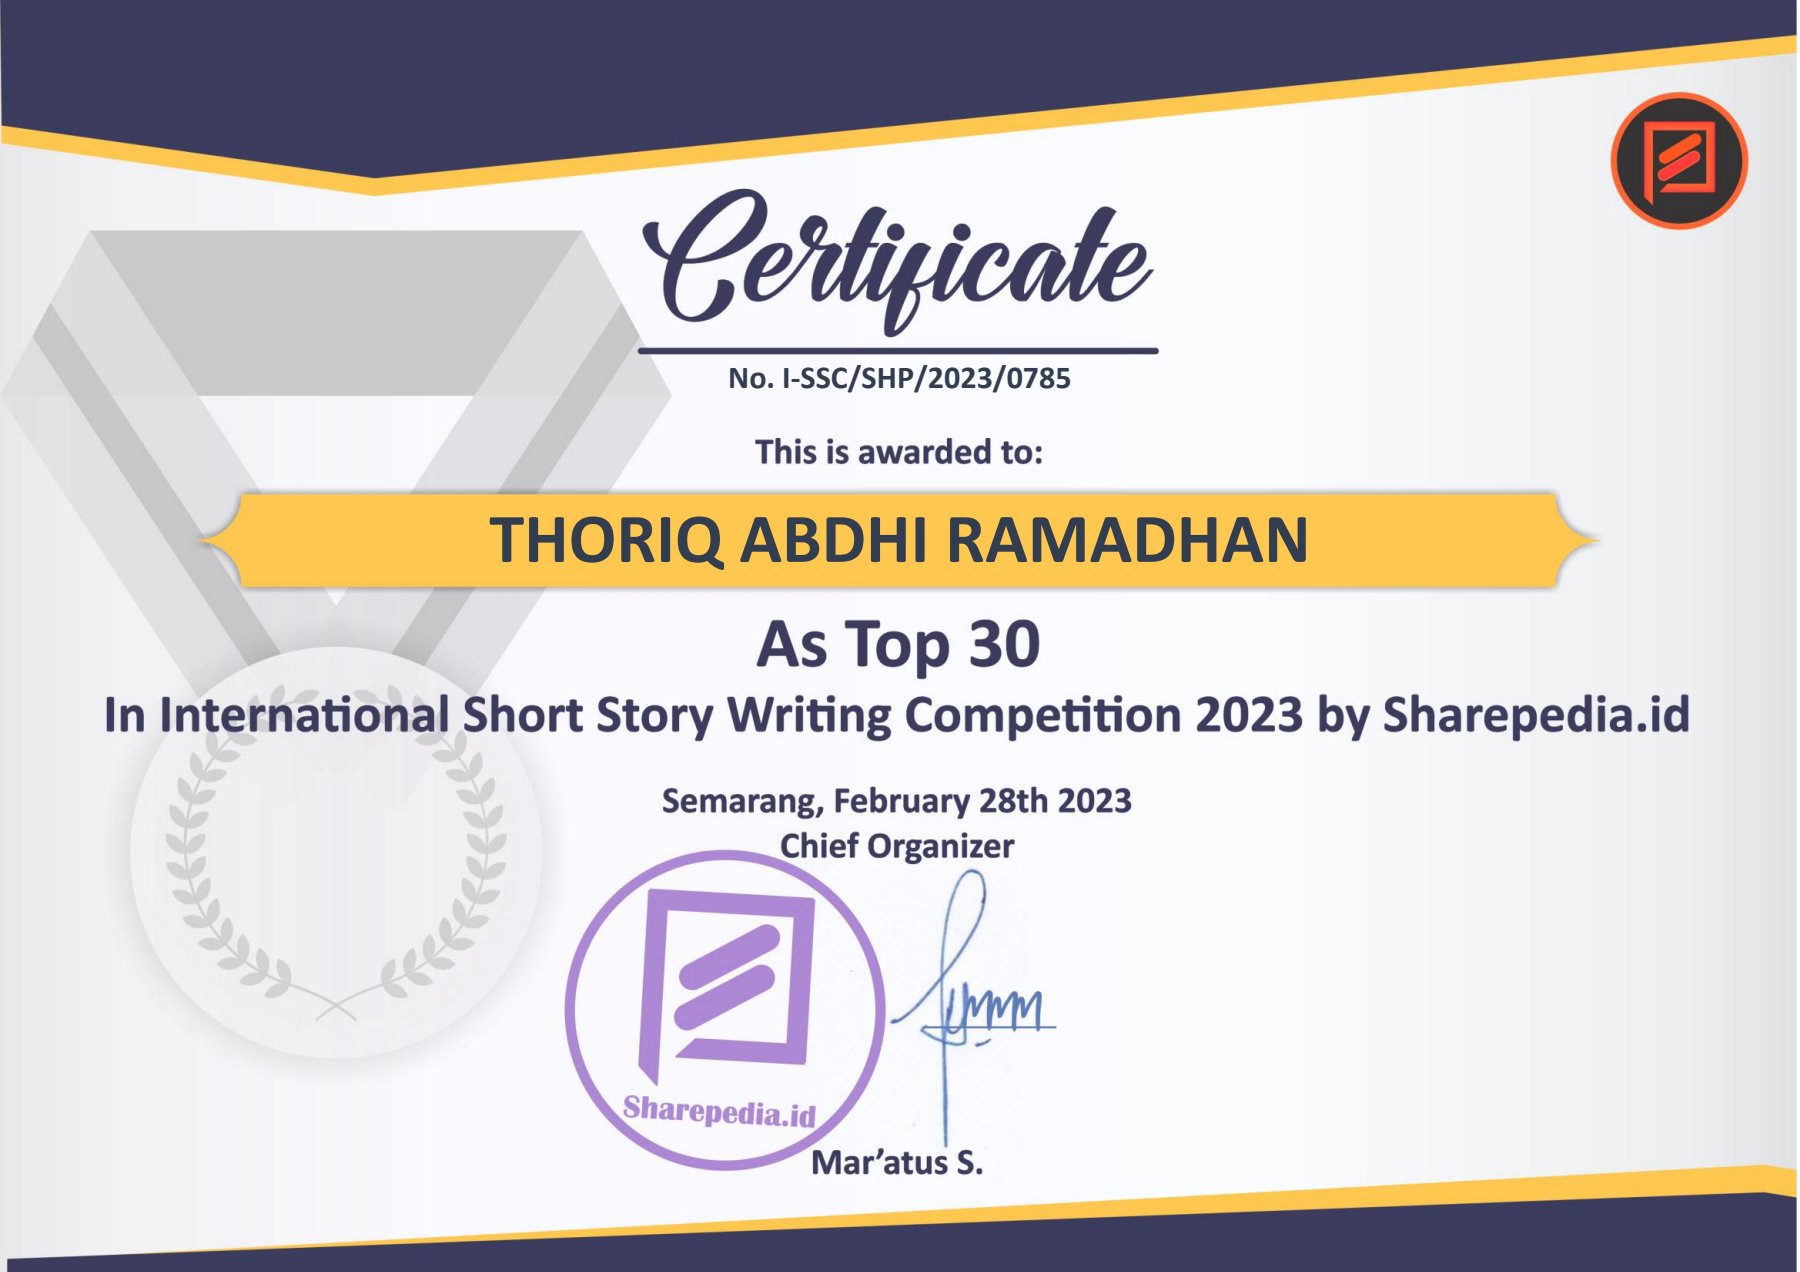 Certificate
No. I-SSC/SHP/2023/0785
This is awarded to:
THORIQ ABDHI RAMADHAN
As Top 30
In International Short Story Writing Competition 2023 by Sharepedia.id
Semarang, February 28th 2023
Chief Organizer
Sharepedia.id
Mar’atus S.